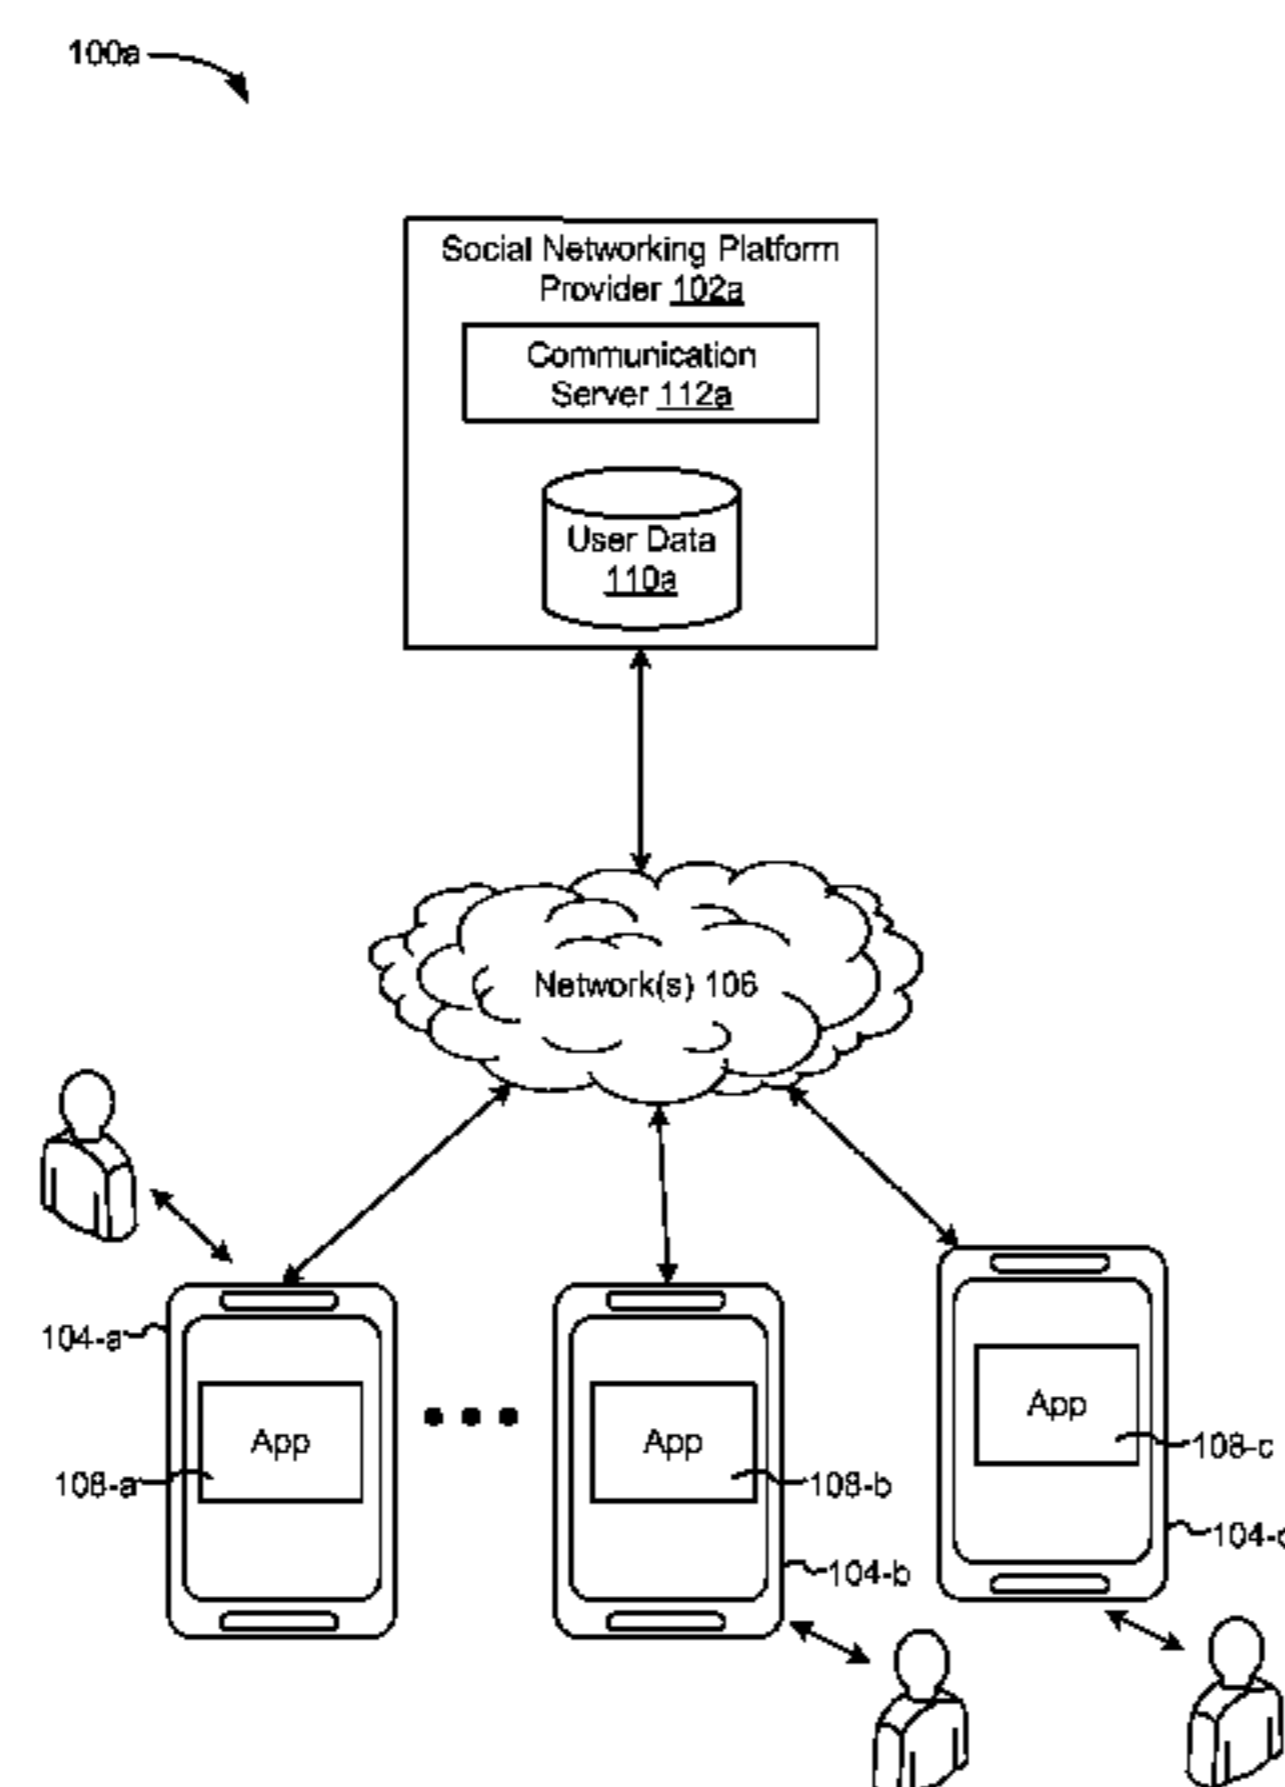 100a
Social Networking Platform
Provider 102a
Communication
Server 112a
User Data
110a
Network(s) 106
104-a
App
App
App
108-c
108-a
108-b
104-b